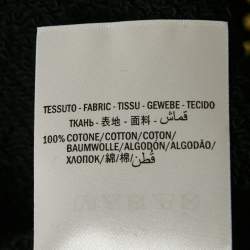 TESSUTO - FABRIC - TISSU - GEWEBE - TECIDO
ТКАНЬ - 表地 - 面料 - قماش
100% COTONE/COTTON/COTON/
BAUMWOLLE/ALGODÓN/ALGODÃO/
ХЛОПОК/綿/棉/قطن